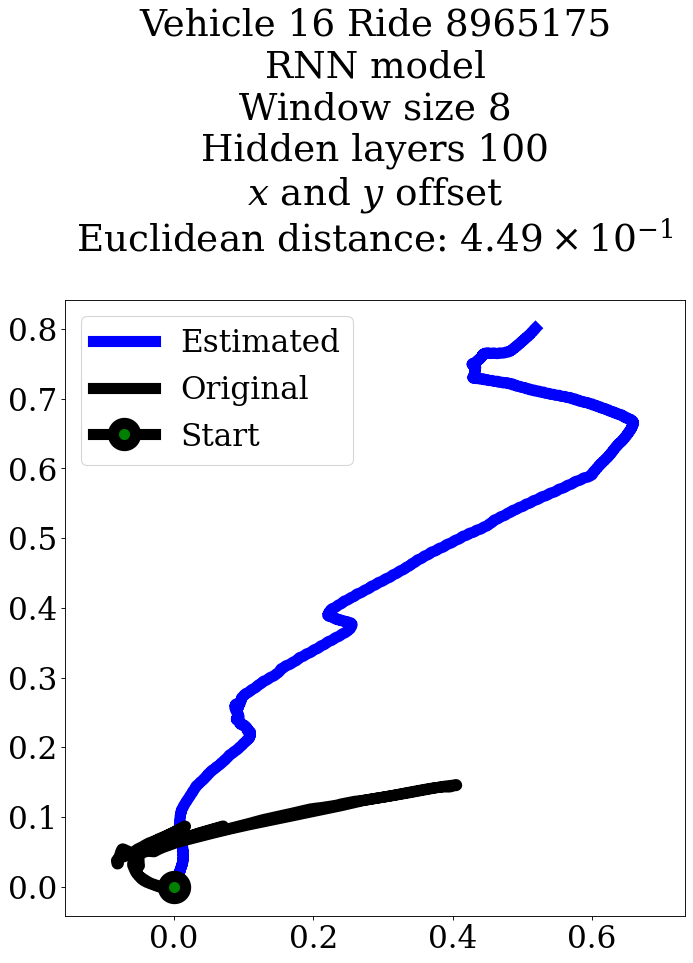 Vehicle 16 Ride 8965175
RNN model
Window size 8
Hidden layers 100
x and y offset
Euclidean distance: 4.49 × 10⁻¹
Estimated
Original
Start
0.8
0.7
0.6
0.5
0.4
0.3
0.2
0.1
0.0
0.0 0.2 0.4 0.6